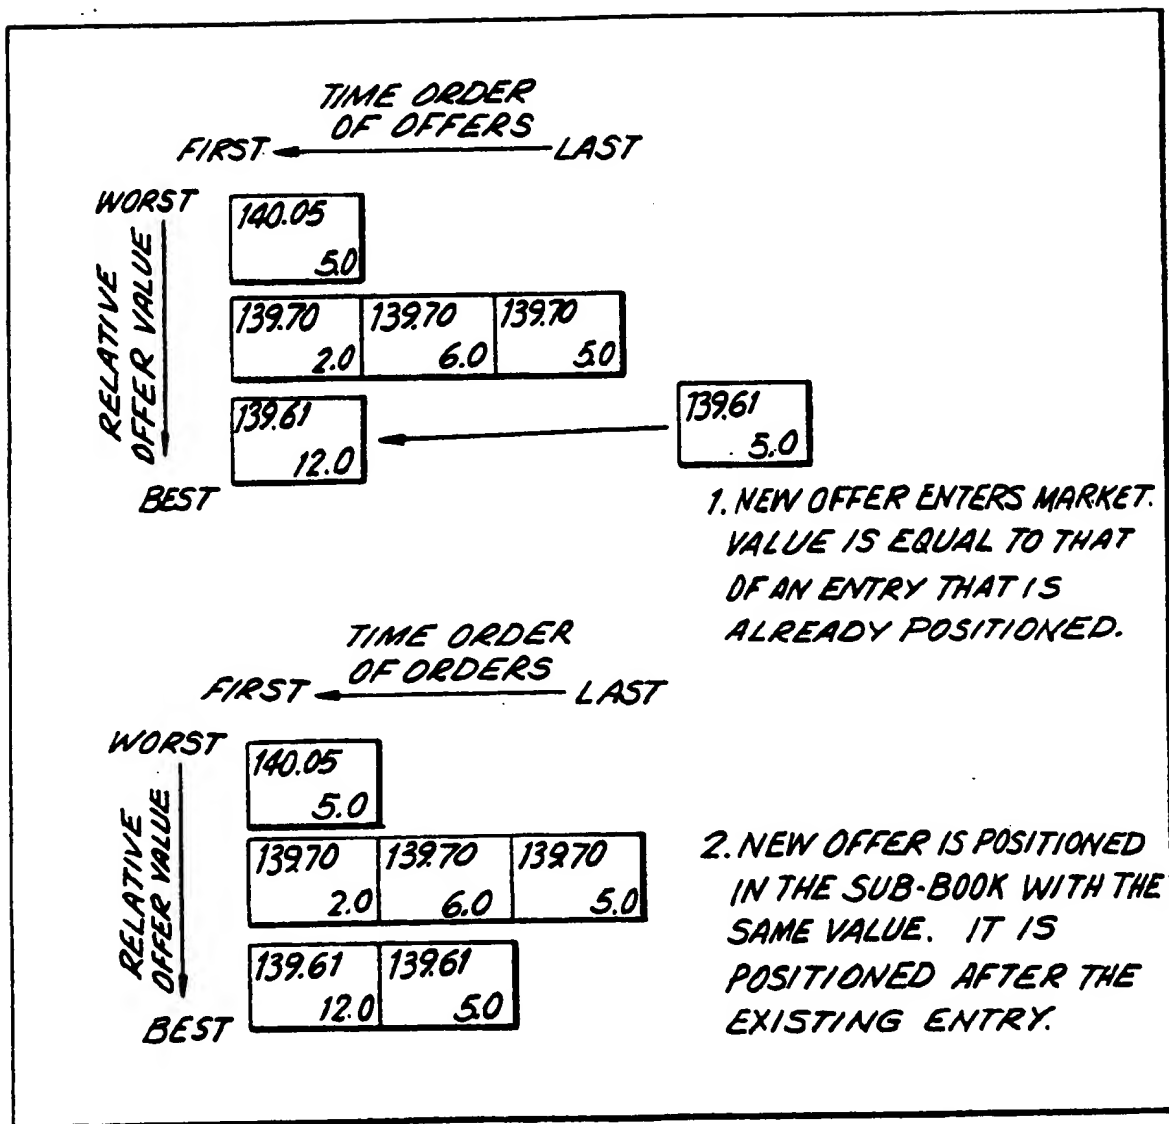 TIME ORDER
OF OFFERS
FIRST LAST
WORST
RELATIVE
OFFER VALUE
BEST
140.05
5.0
139.70 139.70 139.70
2.0 6.0 5.0
139.61 139.61
12.0 5.0
1. NEW OFFER ENTERS MARKET.
VALUE IS EQUAL TO THAT
OF AN ENTRY THAT IS
ALREADY POSITIONED.
TIME ORDER
OF ORDERS
FIRST LAST
WORST
RELATIVE
OFFER VALUE
BEST
140.05
5.0
139.70 139.70 139.70
2.0 6.0 5.0
139.61 139.61
12.0 5.0
2. NEW OFFER IS POSITIONED
IN THE SUB-BOOK WITH THE
SAME VALUE. IT IS
POSITIONED AFTER THE
EXISTING ENTRY.